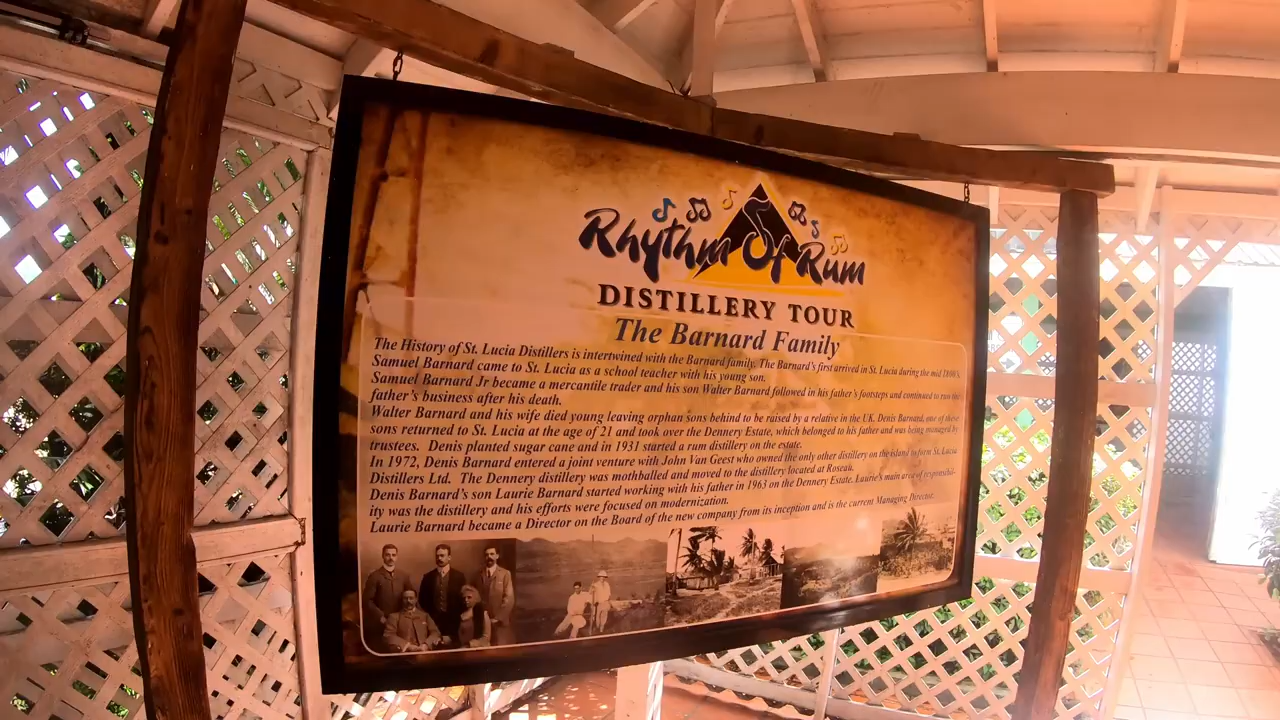 Rhythm Of Rum
DISTILLERY TOUR
The Barnard Family
The History of St. Lucia Distillers is intertwined with the Barnard family. The Barnard's first arrived in St. Lucia during the mid 1800's.
Samuel Barnard came to St. Lucia as a school teacher with his young son.
Samuel Barnard Jr became a mercantile trader and his son Walter Barnard followed in his father's footsteps and continued to run the
father's business after his death.
Walter Barnard and his wife died young leaving orphan sons behind to be raised by a relative in the UK. Denis Barnard, one of these
sons returned to St. Lucia at the age of 21 and took over the Dennery Estate, which belonged to his father and was being managed by
trustees. Denis planted sugar cane and in 1931 started a rum distillery on the estate.
In 1972, Denis Barnard entered a joint venture with John Van Geest who owned the only other distillery on the island to form St. Lucia
Distillers Ltd. The Dennery distillery was mothballed and moved to the distillery located at Roseau.
Denis Barnard's son Laurie Barnard started working with his father in 1963 on the Dennery Estate. Laurie's main area of responsibil-
ity was the distillery and his efforts were focused on modernization.
Laurie Barnard became a Director on the Board of the new company from its inception and is the current Managing Director.